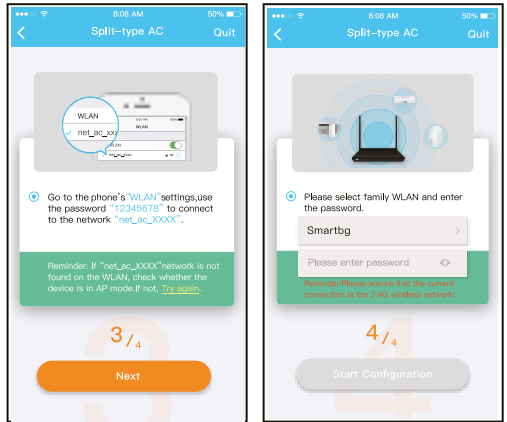 8:08 AM 50%
Split-type AC Quit
WLAN
net_ac_xxx
WLAN
WLAN
Go to the phone's"WLAN"settings,use
the password "12345678" to connect
to the network "net_ac_XXXX".
Reminder: If "net_ac_XXXX"network is not
found on the WLAN, check whether the
device is in AP mode.If not, Try again.
3/4
Next
8:08 AM 50%
Split-type AC Quit
Please select family WLAN and enter
the password.
Smartbg
Please enter password
Reminder:Please ensure that the current
connection is the 2.4G wireless network!
4/4
Start Configuration